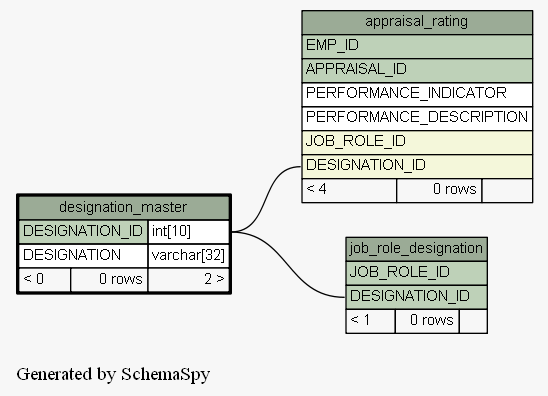 appraisal_rating
EMP_ID
APPRAISAL_ID
PERFORMANCE_INDICATOR
PERFORMANCE_DESCRIPTION
JOB_ROLE_ID
DESIGNATION_ID
< 4 0 rows
designation_master
DESIGNATION_ID int[10]
DESIGNATION varchar[32]
< 0 0 rows 2 >
job_role_designation
JOB_ROLE_ID
DESIGNATION_ID
< 1 0 rows
Generated by SchemaSpy